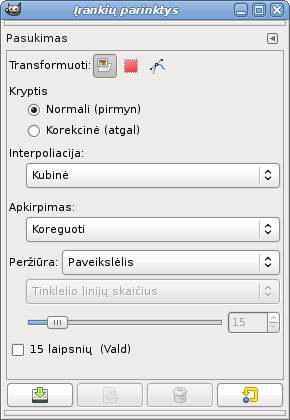 Įrankių parinktys
Pasukimas
Transformuoti:
Kryptis
Normali (pirmyn)
Korekcinė (atgal)
Interpoliacija:
Kubinė
Apkirpimas:
Koreguoti
Peržiūra: Paveikslėlis
Tinklelio linijų skaičius
15
15 laipsnių (Vald)